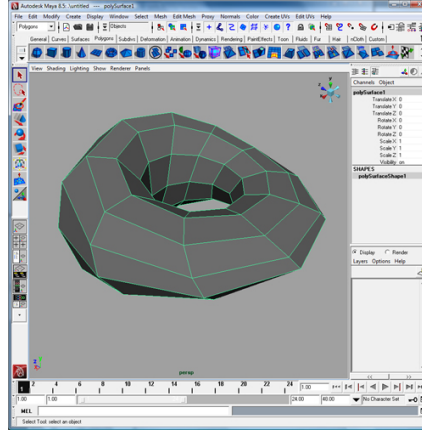 Autodesk Maya 8.5: \untitled --- polySurface1
File Edit Modify Create Display Window Select Mesh Edit Mesh Proxy Normals Color Create UVs Edit UVs Help
Polygons Objects
General Curves Surfaces Polygons Subdivs Deformation Animation Dynamics Rendering PaintEffects Toon Fluids Fur Hair nCloth Custom
View Shading Lighting Show Renderer Panels
Channels Object
polySurface1
Translate X 0
Translate Y 0
Translate Z 0
Rotate X 0
Rotate Y 0
Rotate Z 0
Scale X 1
Scale Y 1
Scale Z 1
Visibility on
SHAPES
polySurfaceShape1
Display Render
Layers Options Help
persp
1 2 4 6 8 10 12 14 16 18 20 22 24 1.00
1.00 1.00 24.00 48.00 No Character Set
MEL
Select Tool: select an object